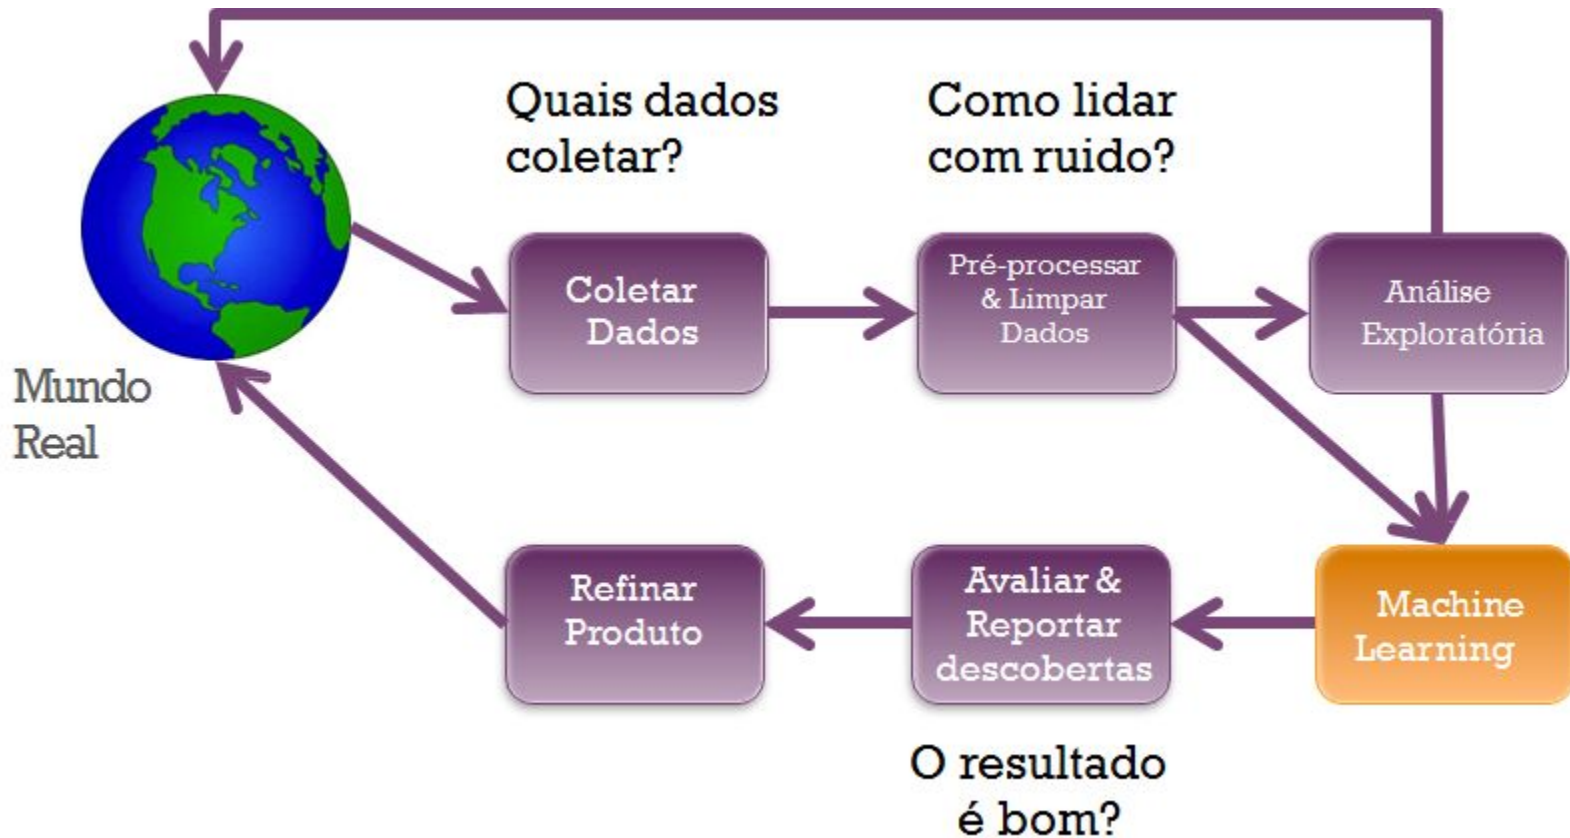 Quais dados
coletar?
Como lidar
com ruido?
Mundo
Real
Coletar
Dados
Pré-processar
& Limpar
Dados
Análise
Exploratória
Refinar
Produto
Avaliar &
Reportar
descobertas
Machine
Learning
O resultado
é bom?